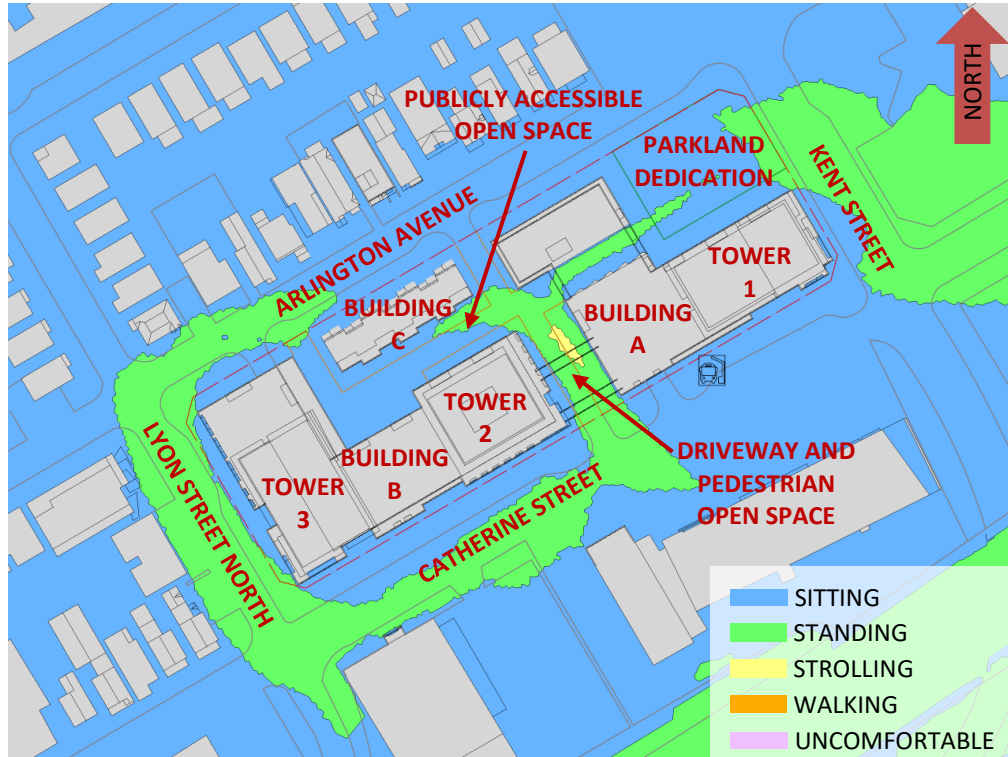 NORTH
PUBLICLY ACCESSIBLE
OPEN SPACE
PARKLAND
DEDICATION
KENT STREET
ARLINGTON AVENUE
TOWER
1
BUILDING
C
BUILDING
A
TOWER
2
BUILDING
B
TOWER
3
LYON STREET NORTH
CATHERINE STREET
DRIVEWAY AND
PEDESTRIAN
OPEN SPACE
SITTING
STANDING
STROLLING
WALKING
UNCOMFORTABLE